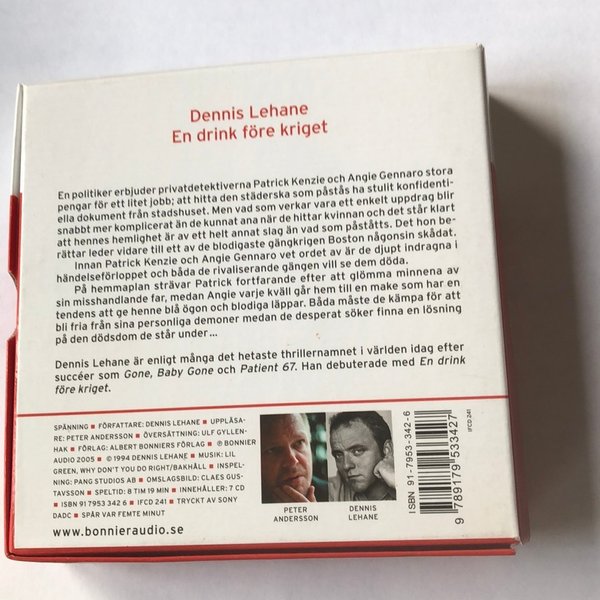 Dennis Lehane
En drink före kriget
En politiker erbjuder privatdetektiverna Patrick Kenzie och Angie Gennaro stora
pengar för ett litet jobb; att hitta den städerska som påstås ha stulit konfidenti-
ella dokument från stadshuset. Men vad som verkar vara ett enkelt uppdrag blir
snabbt mer komplicerat än de kunnat ana när de hittar kvinnan och det står klart
att hennes hemlighet är av ett helt annat slag än vad som påståtts. Det hon be-
rättar leder vidare till ett av de blodigaste gängkrigen Boston någonsin skådat.
Innan Patrick Kenzie och Angie Gennaro vet ordet av är de djupt indragna i
händelseförloppet och båda de rivaliserande gängen vill se dem döda.
På hemmaplan strävar Patrick fortfarande efter att glömma minnena av
sin misshandlande far, medan Angie varje kväll går hem till en make som har en
tendens att ge henne blå ögon och blodiga läppar. Båda måste de kämpa för att
bli fria från sina personliga demoner medan de desperat söker finna en lösning
på den dödsdom de står under...
Dennis Lehane är enligt många det hetaste thrillernamnet i världen idag efter
succéer som Gone, Baby Gone och Patient 67. Han debuterade med En drink
före kriget.
SPÄNNING ■ FÖRFATTARE: DENNIS LEHANE ■ UPPLÄSA-
RE: PETER ANDERSSON ■ ÖVERSÄTTNING: ULF GYLLEN-
HAK ■ FÖRLAG: ALBERT BONNIERS FÖRLAG ■ ℗ BONNIER
AUDIO 2005 ■ © 1994 DENNIS LEHANE ■ MUSIK: LIL
GREEN, WHY DON'T YOU DO RIGHT/BAKHÅLL ■ INSPEL-
NING: PANG STUDIOS AB ■ OMSLAGSBILD: CLAES GUS-
TAVSSON ■ SPELTID: 8 TIM 19 MIN ■ INNEHÅLLER: 7 CD
■ ISBN 91 7953 342 6 ■ IFCD 241 ■ TRYCKT AV SONY
DADC ■ SPÅR VAR FEMTE MINUT
www.bonnieraudio.se
PETER
ANDERSSON
DENNIS
LEHANE
ISBN 91-7953-342-6
9 789179 533427
IFCD 241